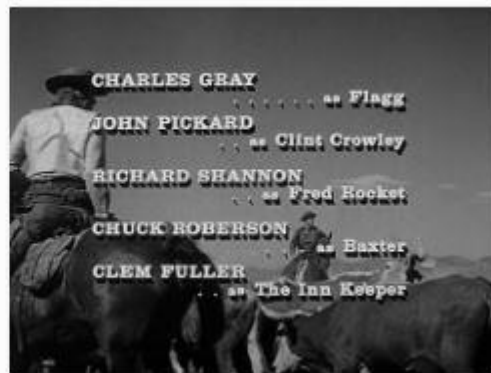 CHARLES GRAY
. . . . . . as Flagg
JOHN PICKARD
. . as Clint Crowley
RICHARD SHANNON
. . as Fred Rocket
CHUCK ROBERSON
. . . as Baxter
CLEM FULLER
. . as The Inn Keeper